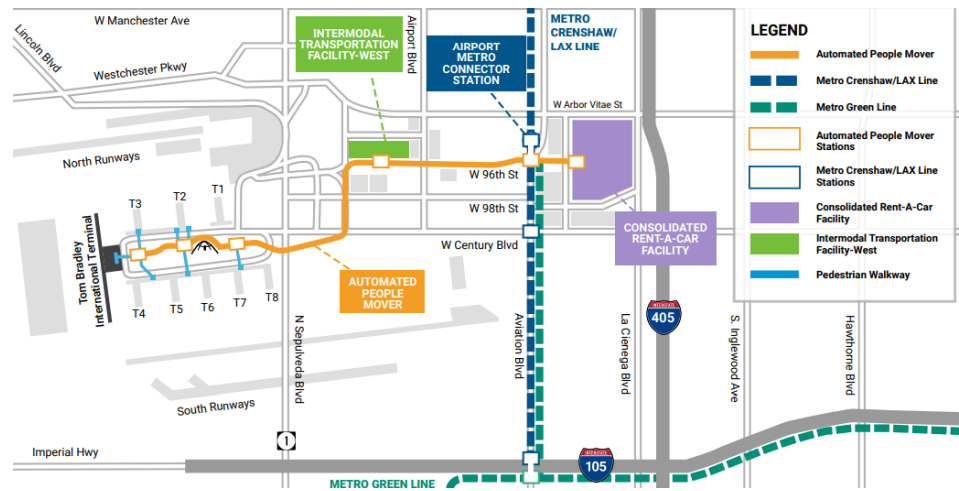 W Manchester Ave
Lincoln Blvd
Westchester Pkwy
Airport Blvd
INTERMODAL
TRANSPORTATION
FACILITY-WEST
AIRPORT
METRO
CONNECTOR
STATION
METRO
CRENSHAW/
LAX LINE
W Arbor Vitae St
North Runways
W 96th St
W 98th St
W Century Blvd
T3
T2
T1
Tom Bradley
International Terminal
T4
T5
T6
T7
T8
AUTOMATED
PEOPLE
MOVER
CONSOLIDATED
RENT-A-CAR
FACILITY
N Sepulveda Blvd
Aviation Blvd
La Cienega Blvd
INTERSTATE
405
S. Inglewood Ave
Hawthorne Blvd
South Runways
1
Imperial Hwy
INTERSTATE
105
METRO GREEN LINE
LEGEND
Automated People Mover
Metro Crenshaw/LAX Line
Metro Green Line
Automated People Mover
Stations
Metro Crenshaw/LAX Line
Stations
Consolidated Rent-A-Car
Facility
Intermodal Transportation
Facility-West
Pedestrian Walkway